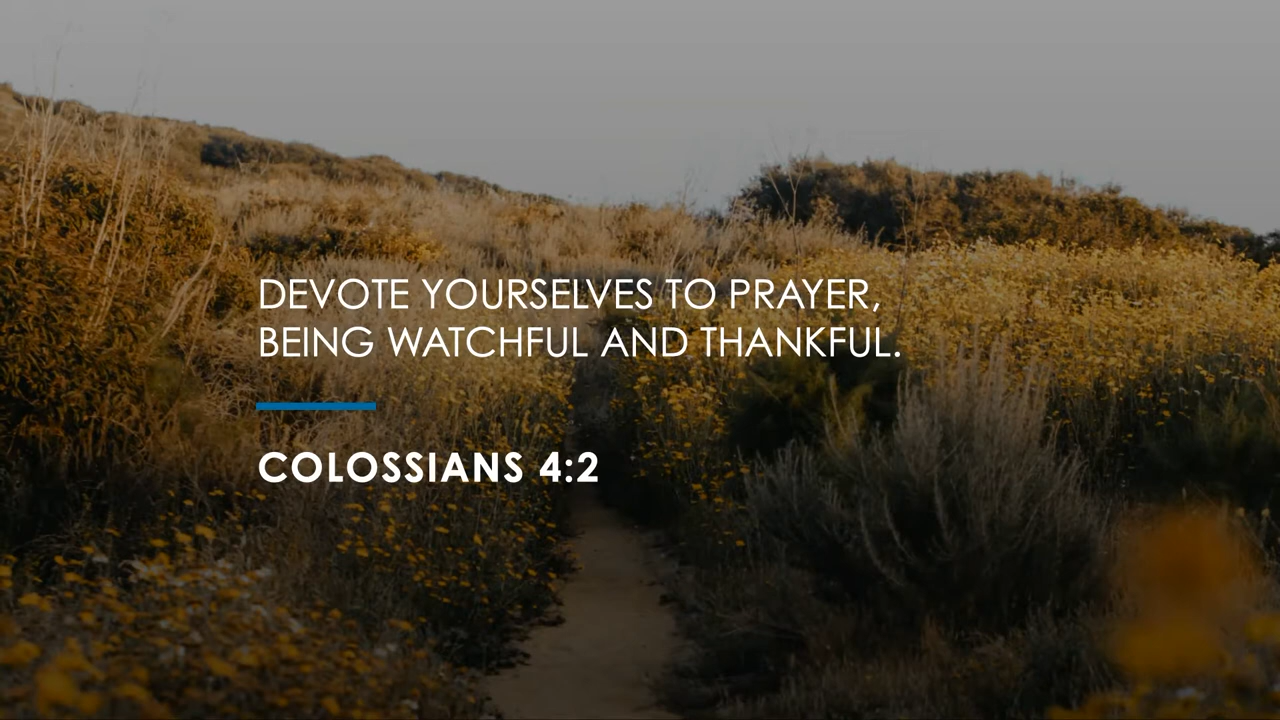 DEVOTE YOURSELVES TO PRAYER,
BEING WATCHFUL AND THANKFUL.
COLOSSIANS 4:2